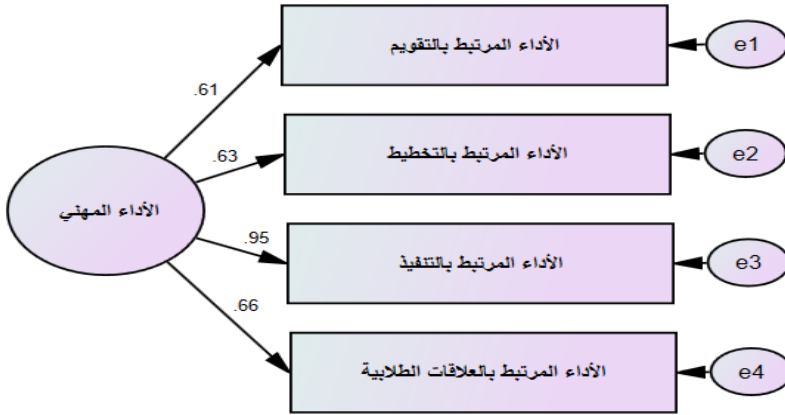 الأداء المرتبط بالتقويم
e1
.61
الأداء المرتبط بالتخطيط
e2
.63
الأداء المهني
.95
الأداء المرتبط بالتنفيذ
e3
.66
الأداء المرتبط بالعلاقات الطلابية
e4